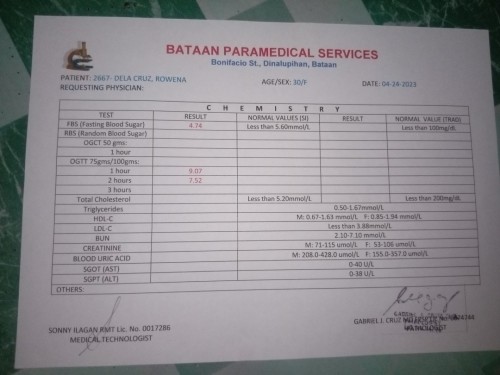 BATAAN PARAMEDICAL SERVICES
Bonifacio St., Dinalupihan, Bataan
PATIENT: 2667- DELA CRUZ, ROWENA AGE/SEX: 30/F DATE: 04-24-2023
REQUESTING PHYSICIAN:
C H E M I S T R Y
TEST RESULT NORMAL VALUES (SI) RESULT NORMAL VALUE (TRAD)
FBS (Fasting Blood Sugar) 4.74 Less than 5.60mmol/L Less than 100mg/dL
RBS (Random Blood Sugar)
OGCT 50 gms:
1 hour
OGTT 75gms/100gms:
1 hour 9.07
2 hours 7.52
3 hours
Total Cholesterol Less than 5.20mmol/L Less than 200mg/dL
Triglycerides 0.50-1.67mmol/L
HDL-C M: 0.67-1.63 mmol/L F: 0.85-1.94 mmol/L
LDL-C Less than 3.88mmol/L
BUN 2.10-7.10 mmol/L
CREATININE M: 71-115 umol/L F: 53-106 umol/L
BLOOD URIC ACID M: 208.0-428.0 umol/L F: 155.0-357.0 umol/L
SGOT (AST) 0-40 U/L
SGPT (ALT) 0-38 U/L
OTHERS:
SONNY ILAGAN RMT Lic. No. 0017286
MEDICAL TECHNOLOGIST
GABRIEL J. CRUZ